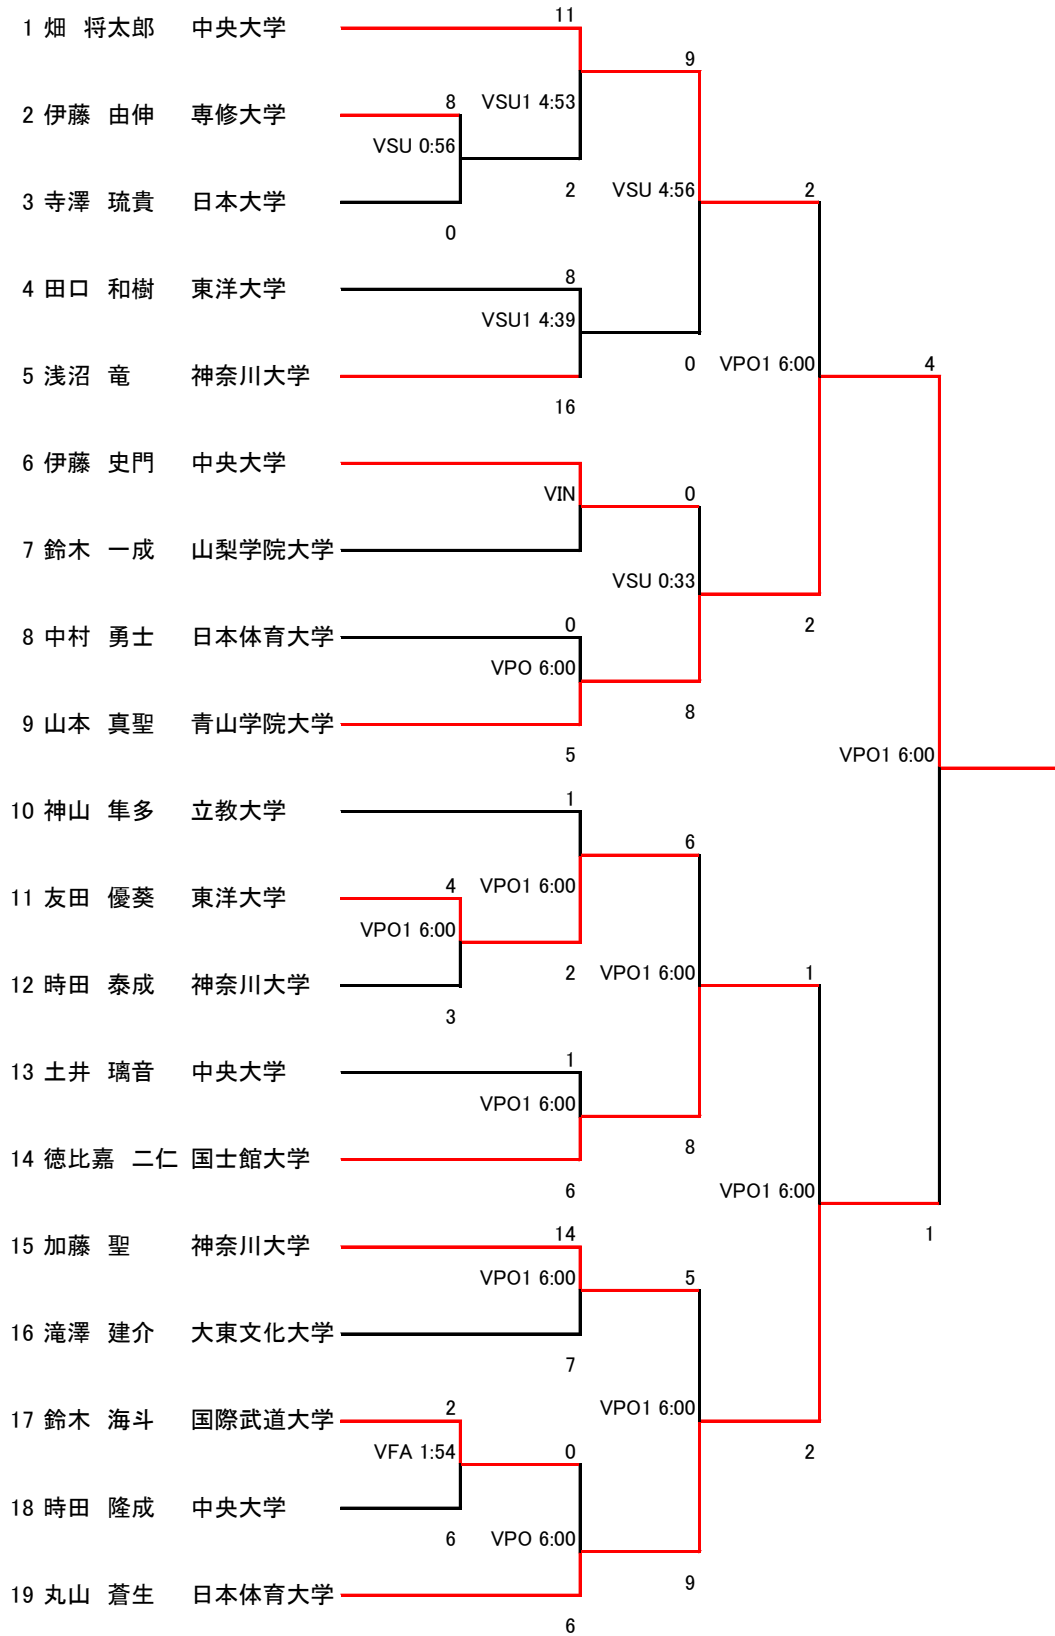 11
1 畑 将太郎 中央大学
9
8 VSU1 4:53
2 伊藤 由伸 専修大学
VSU 0:56
2 VSU 4:56 2
3 寺澤 琉貴 日本大学
0
8
4 田口 和樹 東洋大学
VSU1 4:39
0 VPO1 6:00 4
5 浅沼 竜 神奈川大学
16
6 伊藤 史門 中央大学
VIN 0
7 鈴木 一成 山梨学院大学
VSU 0:33
0 2
8 中村 勇士 日本体育大学
VPO 6:00
8
9 山本 真聖 青山学院大学
5 VPO1 6:00
1
10 神山 隼多 立教大学
6
4 VPO1 6:00
11 友田 優葵 東洋大学
VPO1 6:00
2 VPO1 6:00 1
12 時田 泰成 神奈川大学
3
1
13 土井 璃音 中央大学
VPO1 6:00
8
14 徳比嘉 二仁 国士館大学
6 VPO1 6:00
14 1
15 加藤 聖 神奈川大学
VPO1 6:00 5
16 滝澤 建介 大東文化大学
7
2 VPO1 6:00
17 鈴木 海斗 国際武道大学
VFA 1:54 0 2
18 時田 隆成 中央大学
6 VPO 6:00
9
19 丸山 蒼生 日本体育大学
6